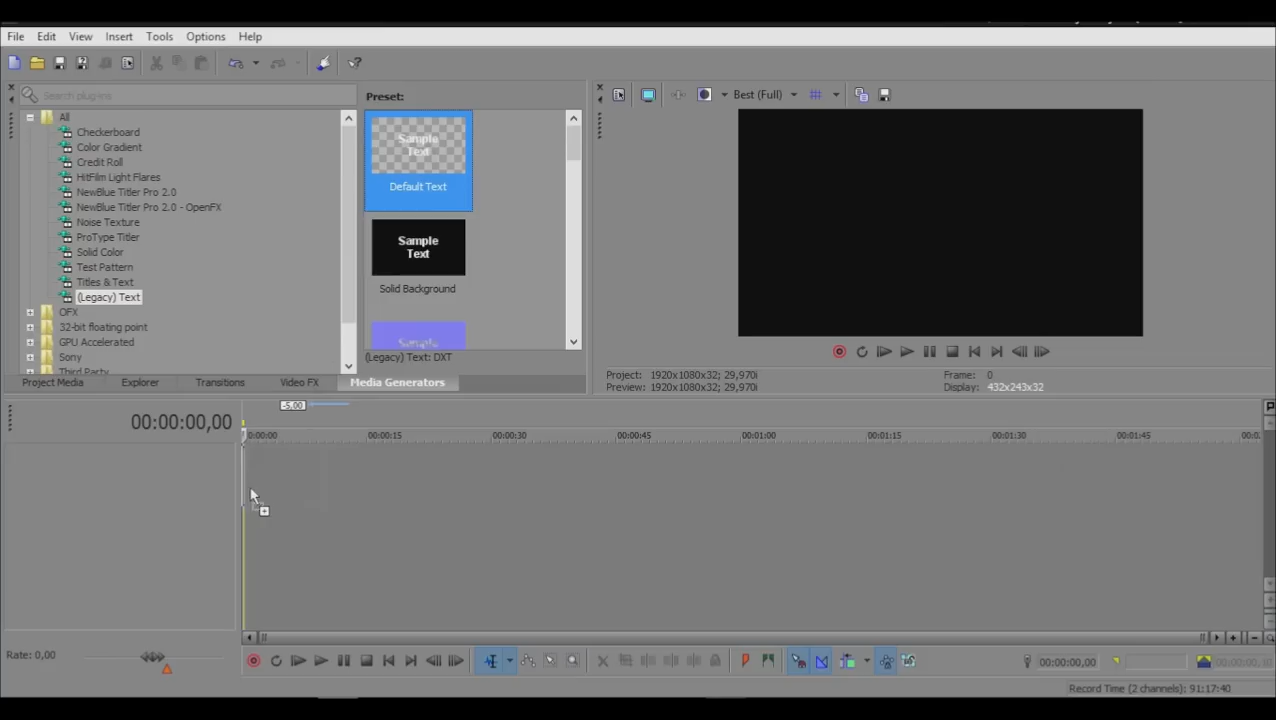 File Edit View Insert Tools Options Help
Search plug-ins
Preset:
All
Checkerboard
Color Gradient
Credit Roll
HitFilm Light Flares
NewBlue Titler Pro 2.0
NewBlue Titler Pro 2.0 - OpenFX
Noise Texture
ProType Titler
Solid Color
Test Pattern
Titles & Text
(Legacy) Text
OFX
32-bit floating point
GPU Accelerated
Sony
Third Party
Sample
Text
Default Text
Sample
Text
Solid Background
Sample
(Legacy) Text: DXT
Project Media Explorer Transitions Video FX Media Generators
Best (Full)
Project: 1920x1080x32; 29,970i
Preview: 1920x1080x32; 29,970i
Frame: 0
Display: 432x243x32
00:00:00,00
-5.00
0:00:00 00:00:15 00:00:30 00:00:45 00:01:00 00:01:15 00:01:30 00:01:45 00:0
Rate: 0,00
00:00:00,00
00:00:00,10
Record Time (2 channels): 91:17:40